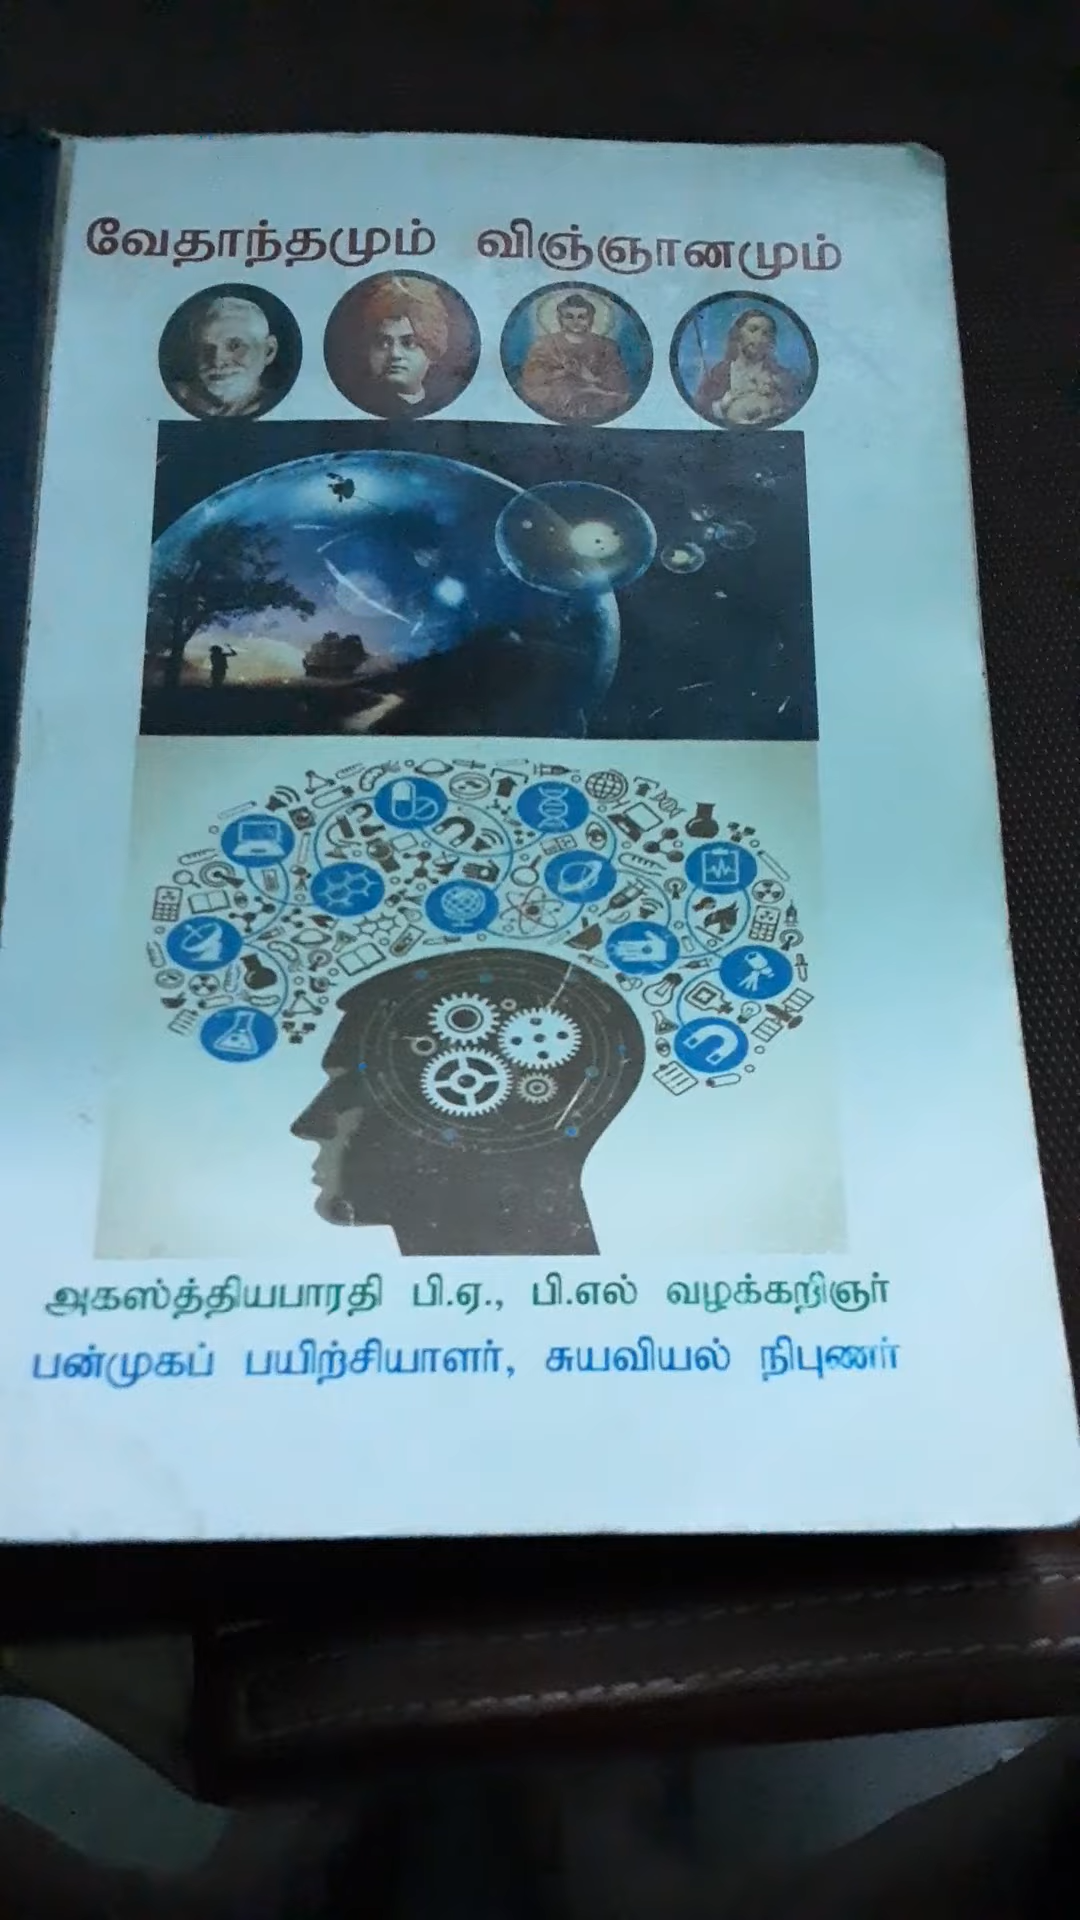 வேதாந்தமும் விஞ்ஞானமும்
அகஸ்த்தியபாரதி பி.ஏ., பி.எல் வழக்கறிஞர்
பன்முகப் பயிற்சியாளர், சுயவியல் நிபுணர்